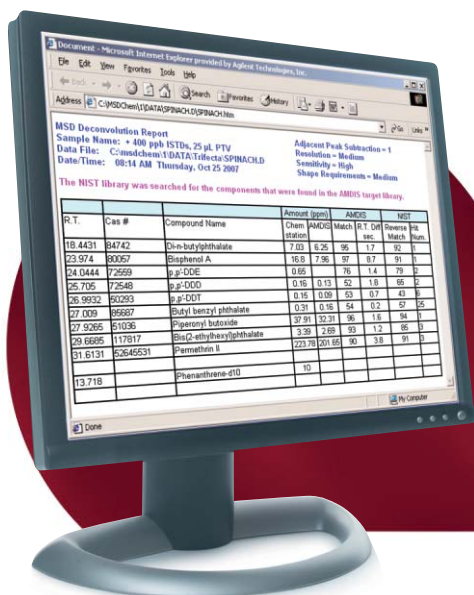 Document - Microsoft Internet Explorer provided by Agilent Technologies, Inc.
File Edit View Favorites Tools Help
Back Search Favorites History
Address C:\MSDChem\1\DATA\SPINACH.D\SPINACH.htm Go Links »
MSD Deconvolution Report
Sample Name: + 400 ppb ISTDs, 25 µL PTV
Data File: C:\msdchem\1\DATA\Trifecta\SPINACH.D
Date/Time: 08:14 AM Thursday, Oct 25 2007
Adjacent Peak Subtraction = 1
Resolution = Medium
Sensitivity = High
Shape Requirements = Medium
The NIST library was searched for the components that were found in the AMDIS target library.
Amount (ppm) AMDIS NIST
R.T. Cas # Compound Name Chem station AMDIS Match R.T. Diff sec. Reverse Match Hit Num.
18.4431 84742 Di-n-butylphthalate 7.03 6.25 95 1.7 92 1
23.974 80057 Bisphenol A 16.8 7.96 97 8.7 91 1
24.0444 72559 p,p'-DDE 0.65 76 1.4 79 2
25.705 72548 p,p'-DDD 0.16 0.13 52 1.8 65 2
26.9932 50293 p,p'-DDT 0.15 0.09 53 0.7 43 6
27.009 85687 Butyl benzyl phthalate 0.31 0.16 54 0.2 57 25
27.9265 51036 Piperonyl butoxide 37.91 32.31 96 1.6 94 1
29.6685 117817 Bis(2-ethylhexyl)phthalate 3.39 2.69 93 1.2 85 3
31.6131 52645531 Permethrin II 223.78 201.65 90 3.8 91 3
13.718 Phenanthrene-d10 10
Done My Computer